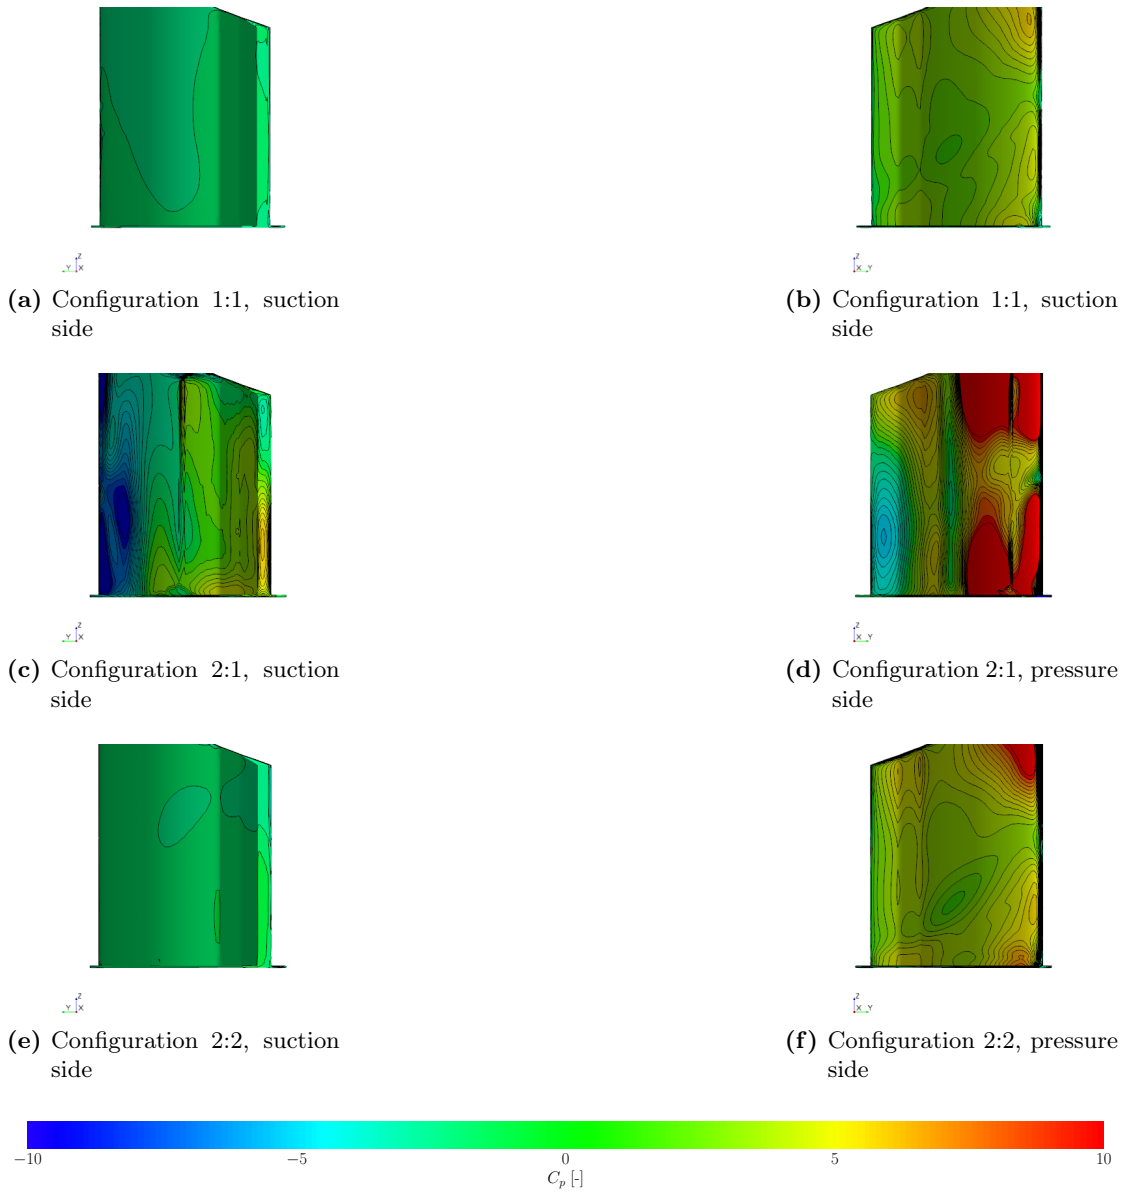 Z
Y X
Z
X Y
(a) Configuration 1:1, suction
side
(b) Configuration 1:1, suction
side
Z
Y X
Z
X Y
(c) Configuration 2:1, suction
side
(d) Configuration 2:1, pressure
side
Z
Y X
Z
X Y
(e) Configuration 2:2, suction
side
(f) Configuration 2:2, pressure
side
−10 −5 0 5 10
Cp [-]